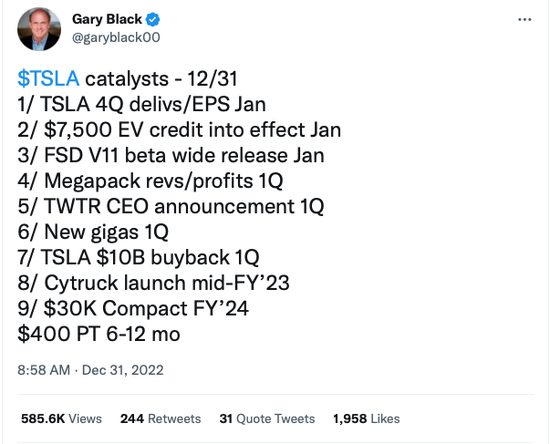 Gary Black
@garyblack00
$TSLA catalysts - 12/31
1/ TSLA 4Q delivs/EPS Jan
2/ $7,500 EV credit into effect Jan
3/ FSD V11 beta wide release Jan
4/ Megapack revs/profits 1Q
5/ TWTR CEO announcement 1Q
6/ New gigas 1Q
7/ TSLA $10B buyback 1Q
8/ Cytruck launch mid-FY’23
9/ $30K Compact FY’24
$400 PT 6-12 mo
8:58 AM · Dec 31, 2022
585.6K Views 244 Retweets 31 Quote Tweets 1,958 Likes